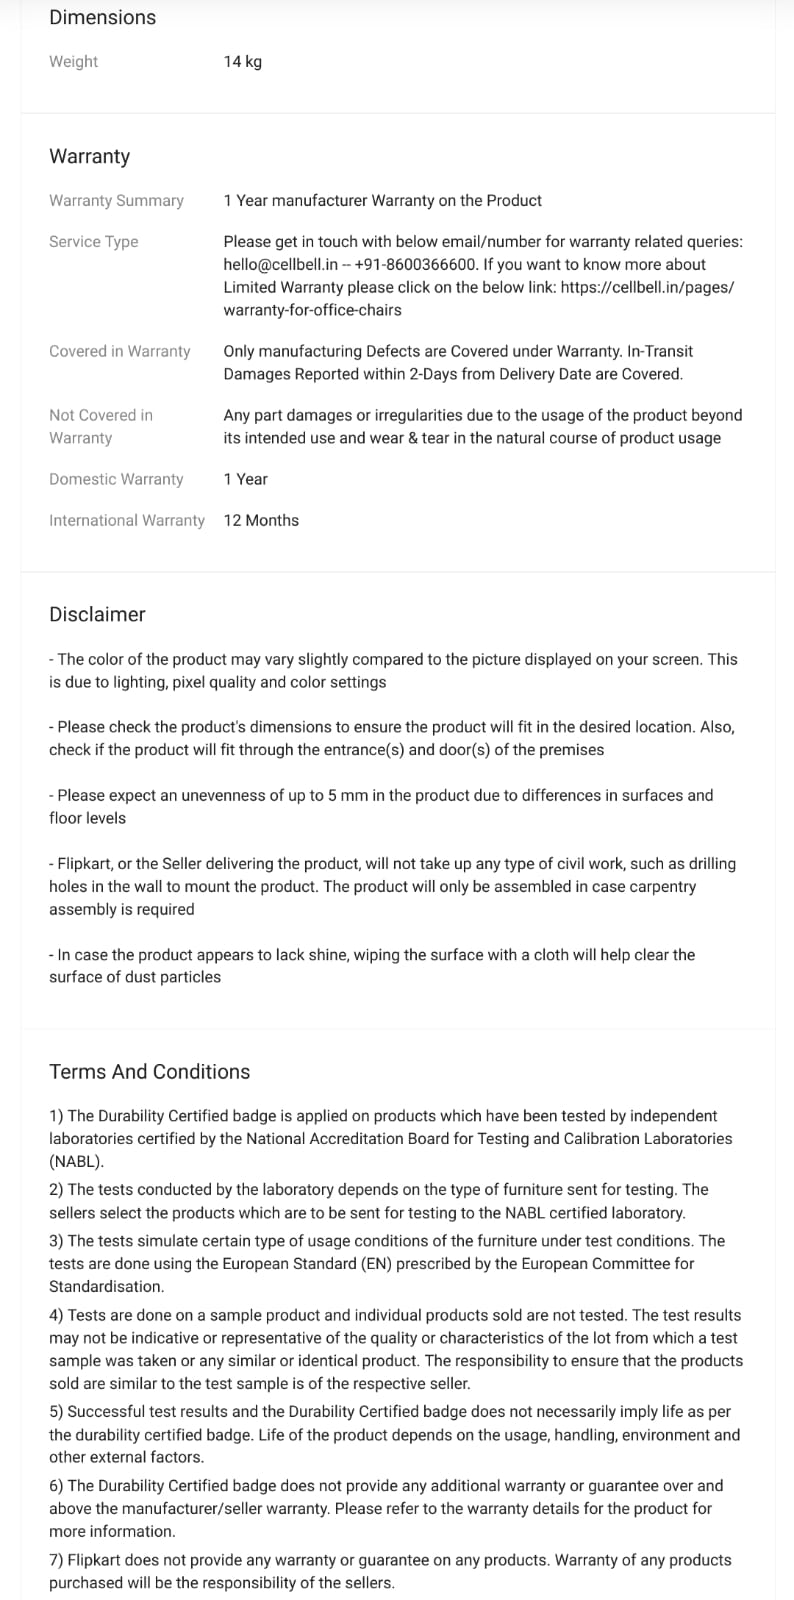 Dimensions
Weight 14 kg
Warranty
Warranty Summary 1 Year manufacturer Warranty on the Product
Service Type Please get in touch with below email/number for warranty related queries:
hello@cellbell.in -- +91-8600366600. If you want to know more about
Limited Warranty please click on the below link: https://cellbell.in/pages/
warranty-for-office-chairs
Covered in Warranty Only manufacturing Defects are Covered under Warranty. In-Transit
Damages Reported within 2-Days from Delivery Date are Covered.
Not Covered in Any part damages or irregularities due to the usage of the product beyond
Warranty its intended use and wear & tear in the natural course of product usage
Domestic Warranty 1 Year
International Warranty 12 Months
Disclaimer
- The color of the product may vary slightly compared to the picture displayed on your screen. This
is due to lighting, pixel quality and color settings
- Please check the product's dimensions to ensure the product will fit in the desired location. Also,
check if the product will fit through the entrance(s) and door(s) of the premises
- Please expect an unevenness of up to 5 mm in the product due to differences in surfaces and
floor levels
- Flipkart, or the Seller delivering the product, will not take up any type of civil work, such as drilling
holes in the wall to mount the product. The product will only be assembled in case carpentry
assembly is required
- In case the product appears to lack shine, wiping the surface with a cloth will help clear the
surface of dust particles
Terms And Conditions
1) The Durability Certified badge is applied on products which have been tested by independent
laboratories certified by the National Accreditation Board for Testing and Calibration Laboratories
(NABL).
2) The tests conducted by the laboratory depends on the type of furniture sent for testing. The
sellers select the products which are to be sent for testing to the NABL certified laboratory.
3) The tests simulate certain type of usage conditions of the furniture under test conditions. The
tests are done using the European Standard (EN) prescribed by the European Committee for
Standardisation.
4) Tests are done on a sample product and individual products sold are not tested. The test results
may not be indicative or representative of the quality or characteristics of the lot from which a test
sample was taken or any similar or identical product. The responsibility to ensure that the products
sold are similar to the test sample is of the respective seller.
5) Successful test results and the Durability Certified badge does not necessarily imply life as per
the durability certified badge. Life of the product depends on the usage, handling, environment and
other external factors.
6) The Durability Certified badge does not provide any additional warranty or guarantee over and
above the manufacturer/seller warranty. Please refer to the warranty details for the product for
more information.
7) Flipkart does not provide any warranty or guarantee on any products. Warranty of any products
purchased will be the responsibility of the sellers.